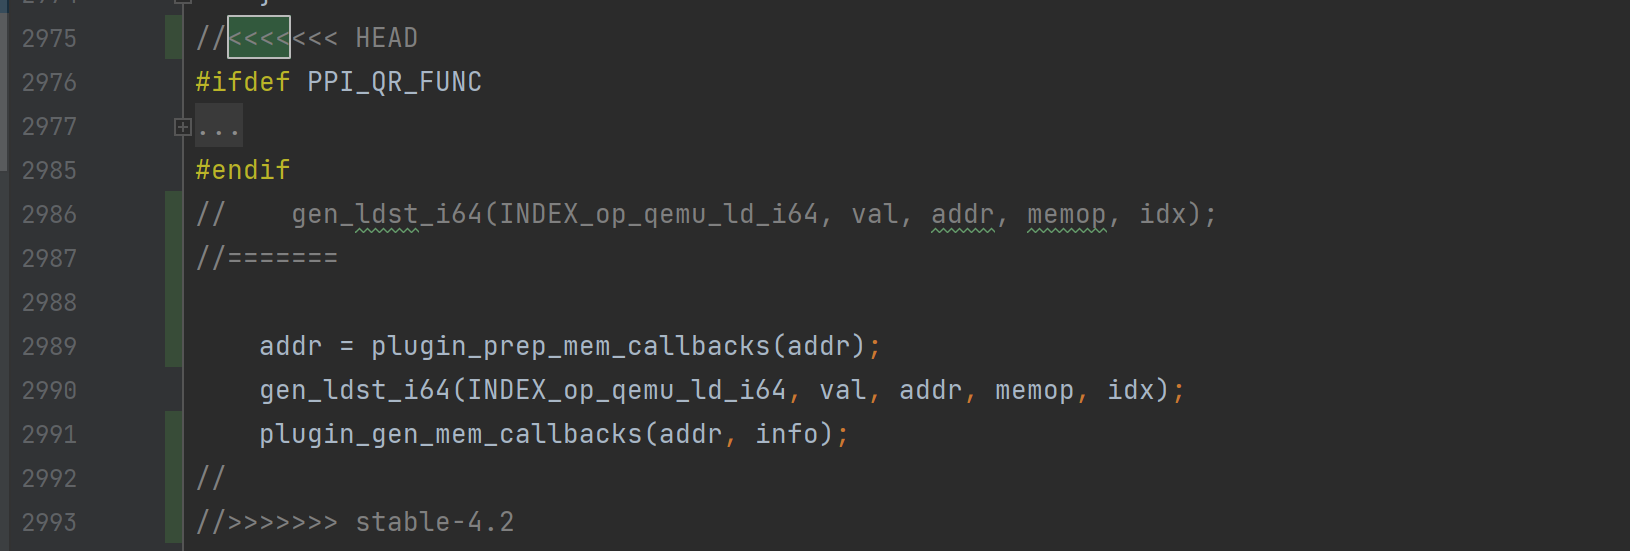 2975 //<<<<<<< HEAD
2976 #ifdef PPI_QR_FUNC
2977 ...
2985 #endif
2986 //    gen_ldst_i64(INDEX_op_qemu_ld_i64, val, addr, memop, idx);
2987 //=======
2988
2989     addr = plugin_prep_mem_callbacks(addr);
2990     gen_ldst_i64(INDEX_op_qemu_ld_i64, val, addr, memop, idx);
2991     plugin_gen_mem_callbacks(addr, info);
2992 //
2993 //>>>>>>> stable-4.2